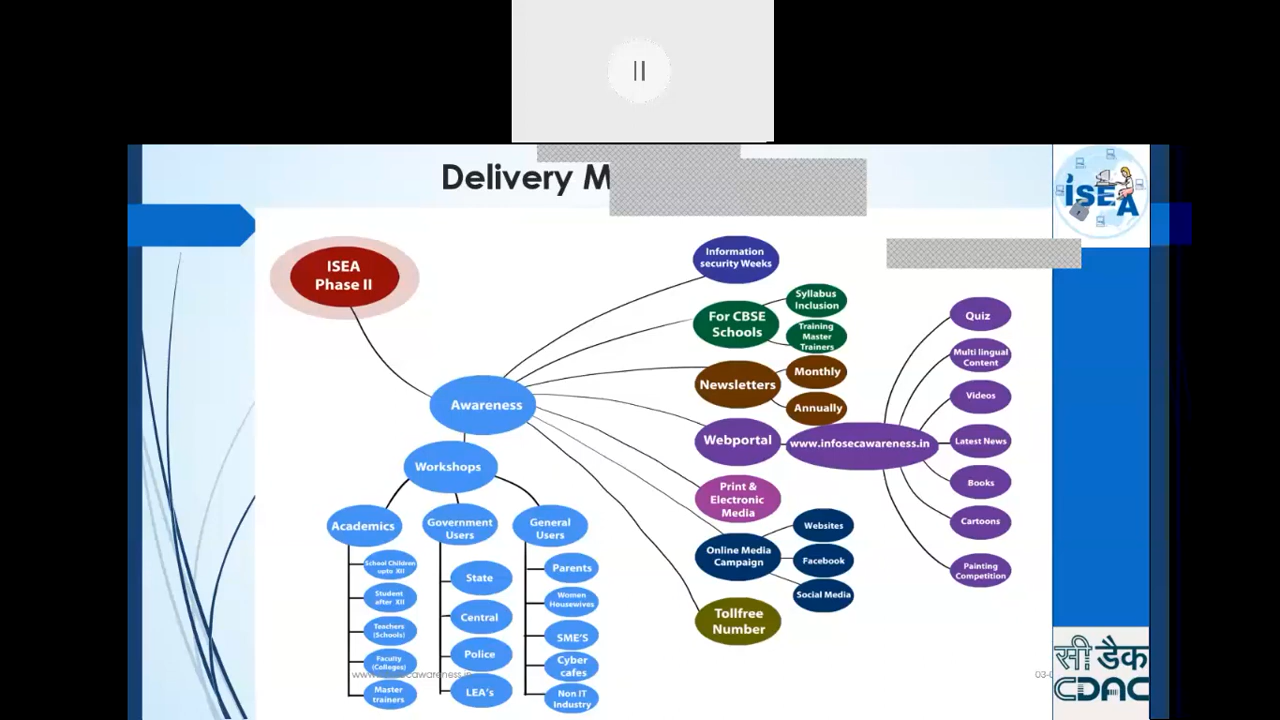 Delivery M
ISEA
ISEA
Phase II
Awareness
Workshops
Academics
School Children
upto XII
Student
after XII
Teachers
(Schools)
Faculty
(Collages)
Master
trainers
Government
Users
State
Central
Police
LEA's
General
Users
Parents
Women
Housewives
SME'S
Cyber
cafes
Non IT
Industry
Information
security Weeks
For CBSE
Schools
Syllabus
Inclusion
Training
Master
Trainers
Newsletters
Monthly
Annually
Webportal
www.infosecawareness.in
Quiz
Multi lingual
Content
Videos
Latest News
Books
Cartoons
Painting
Competition
Print &
Electronic
Media
Online Media
Campaign
Websites
Facebook
Social Media
Tollfree
Number
सी डैक
CDAC